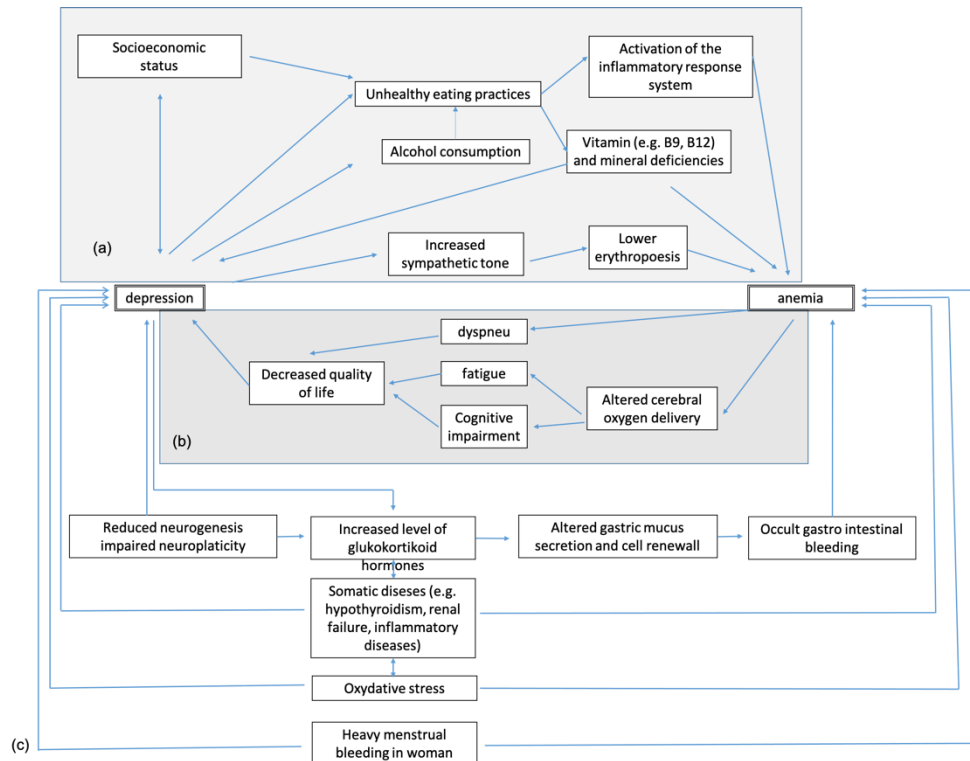 Socioeconomic
status
Activation of the
inflammatory response
system
Unhealthy eating practices
Alcohol consumption
Vitamin (e.g. B9, B12)
and mineral deficiencies
(a)
Increased
sympathetic tone
Lower
erythropoesis
depression
anemia
dyspneu
Decreased quality
of life
fatigue
Altered cerebral
oxygen delivery
Cognitive
impairment
(b)
Reduced neurogenesis
impaired neuroplaticity
Increased level of
glukokortikoid
hormones
Altered gastric mucus
secretion and cell renewall
Occult gastro intestinal
bleeding
Somatic diseses (e.g.
hypothyroidism, renal
failure, inflammatory
diseases)
Oxydative stress
(c)
Heavy menstrual
bleeding in woman